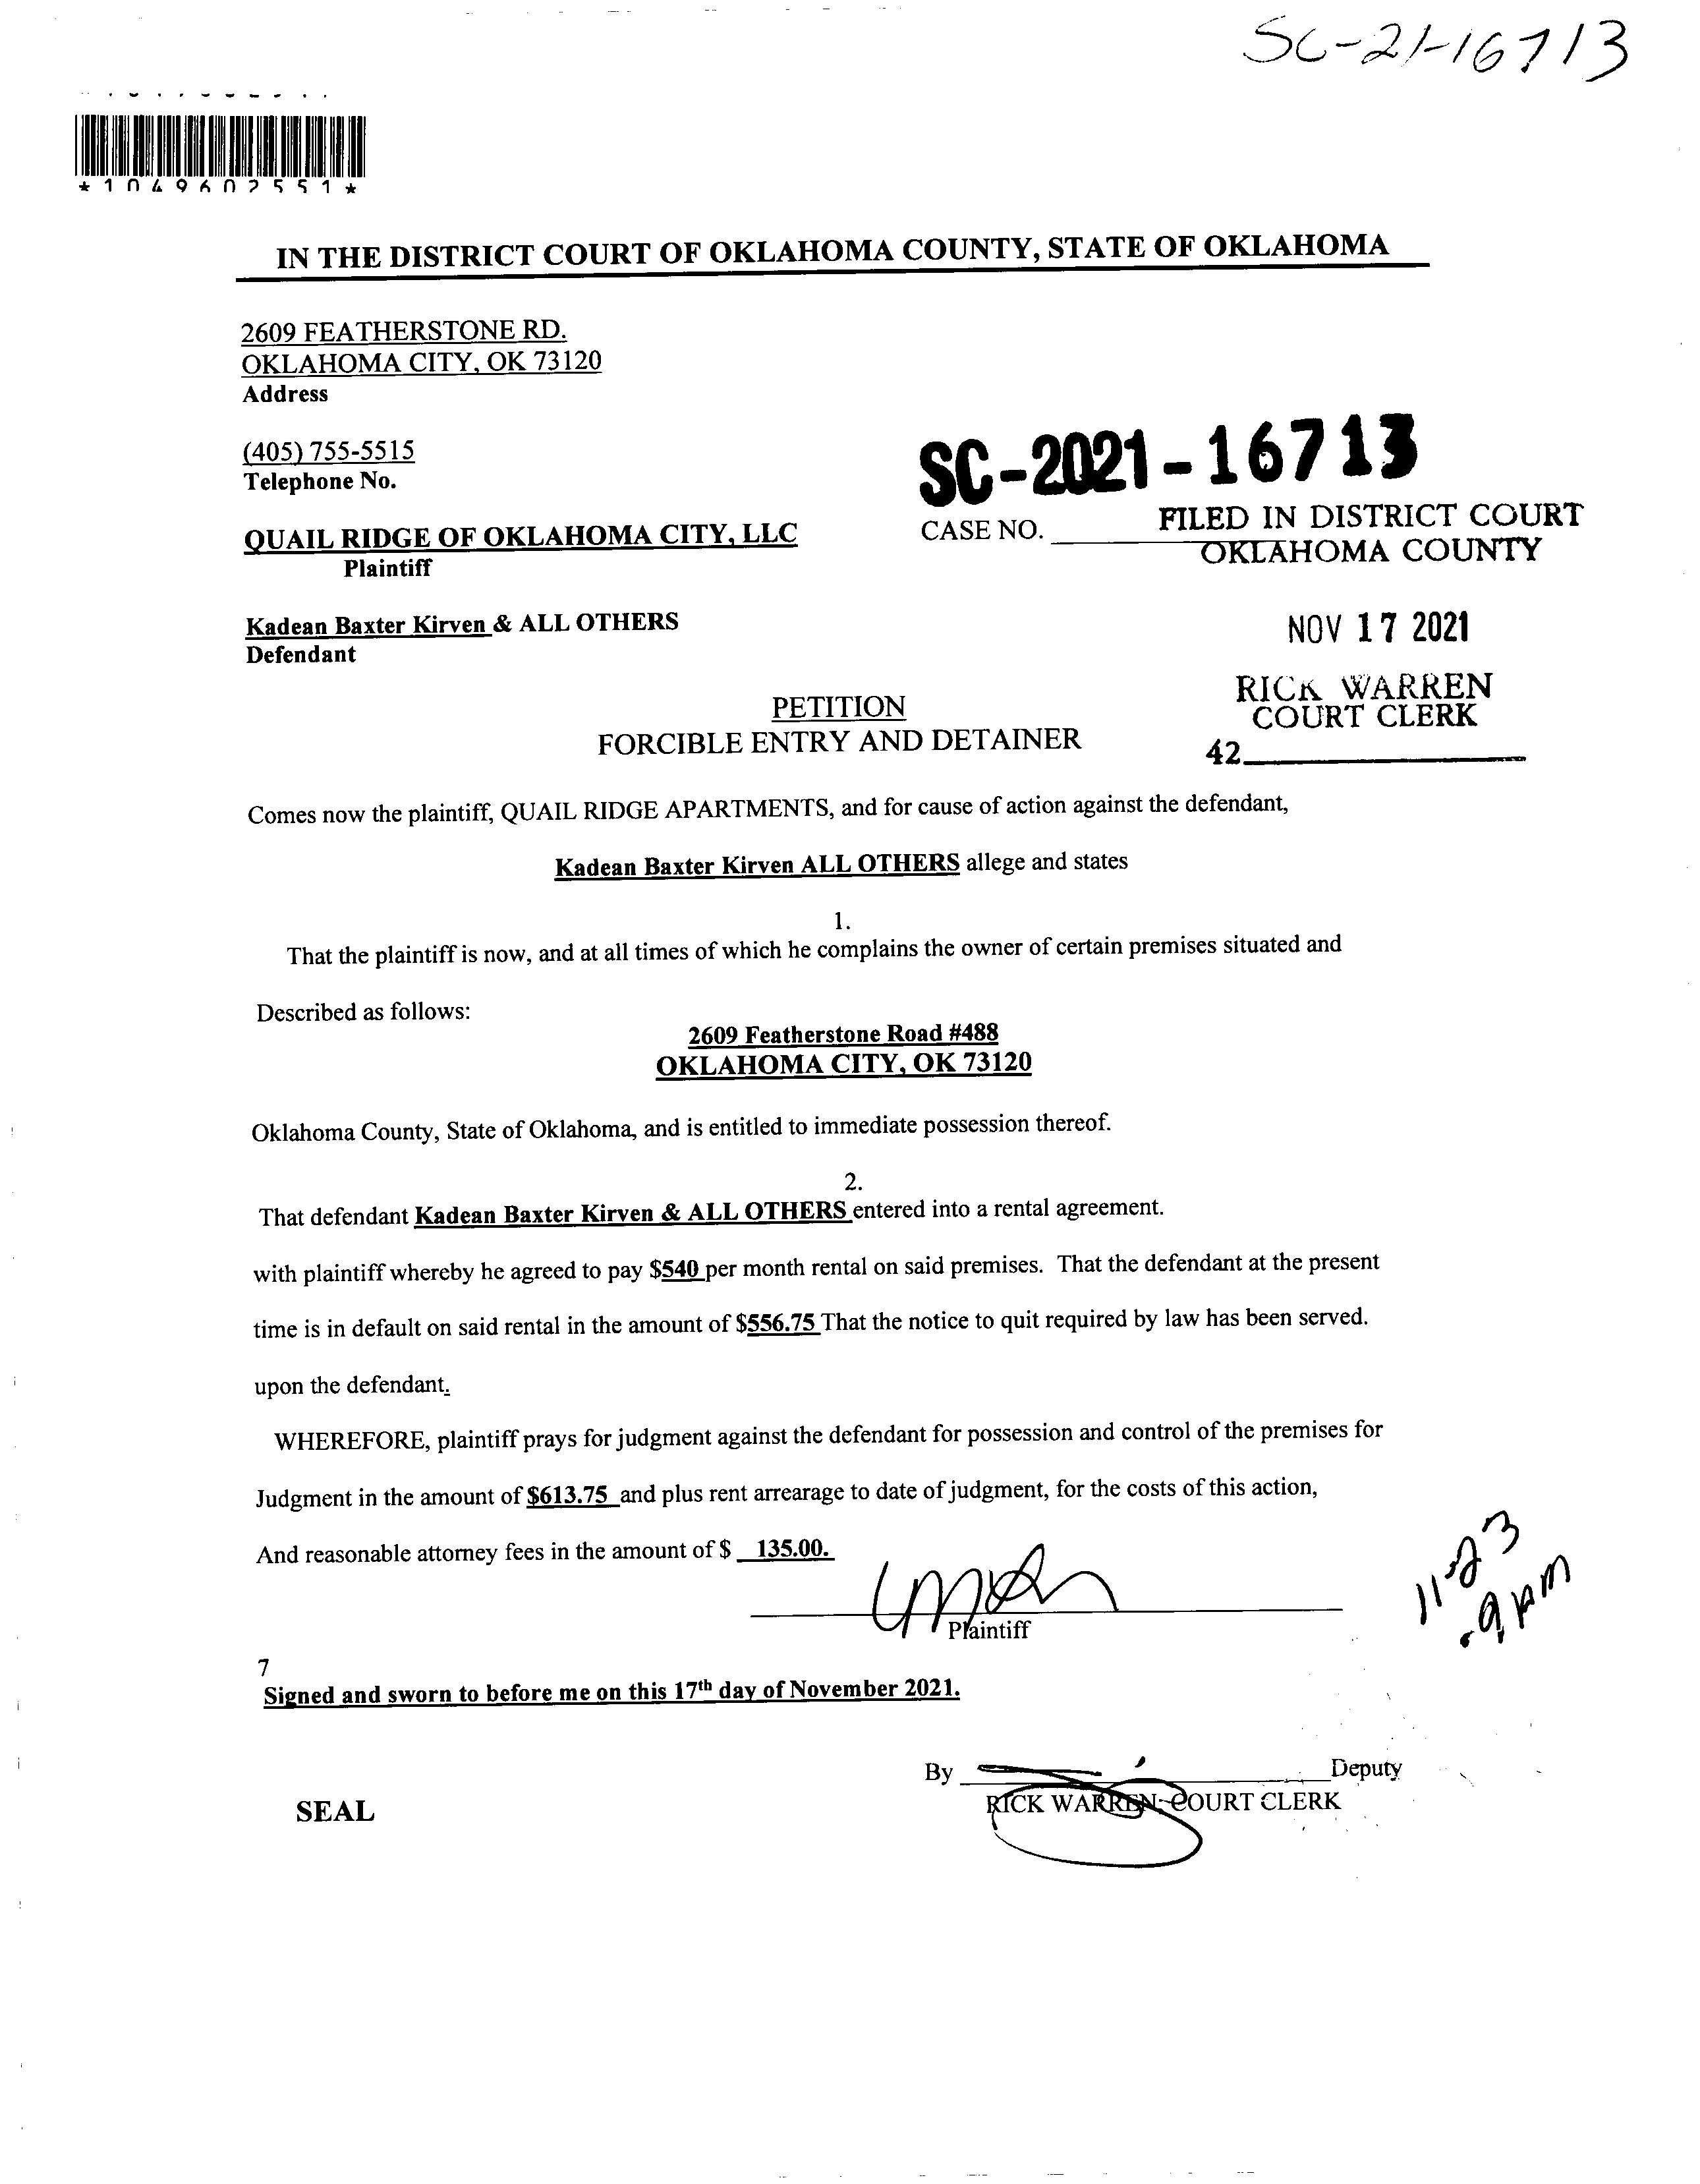 SC-21-16713
*1049602551*
IN THE DISTRICT COURT OF OKLAHOMA COUNTY, STATE OF OKLAHOMA
2609 FEATHERSTONE RD.
OKLAHOMA CITY, OK 73120
Address
(405) 755-5515
Telephone No.
SC-2021-16713
QUAIL RIDGE OF OKLAHOMA CITY, LLC
Plaintiff
CASE NO.
FILED IN DISTRICT COURT
OKLAHOMA COUNTY
Kadean Baxter Kirven & ALL OTHERS
Defendant
NOV 17 2021
RICK WARREN
COURT CLERK
42
PETITION
FORCIBLE ENTRY AND DETAINER
Comes now the plaintiff, QUAIL RIDGE APARTMENTS, and for cause of action against the defendant,
Kadean Baxter Kirven ALL OTHERS allege and states
1.
That the plaintiff is now, and at all times of which he complains the owner of certain premises situated and
Described as follows:
2609 Featherstone Road #488
OKLAHOMA CITY, OK 73120
Oklahoma County, State of Oklahoma, and is entitled to immediate possession thereof.
2.
That defendant Kadean Baxter Kirven & ALL OTHERS entered into a rental agreement.
with plaintiff whereby he agreed to pay $540 per month rental on said premises. That the defendant at the present
time is in default on said rental in the amount of $556.75 That the notice to quit required by law has been served.
upon the defendant.
WHEREFORE, plaintiff prays for judgment against the defendant for possession and control of the premises for
Judgment in the amount of $613.75 and plus rent arrearage to date of judgment, for the costs of this action,
And reasonable attorney fees in the amount of $ 135.00.
Plaintiff
11-23
7
Signed and sworn to before me on this 17th day of November 2021.
By Deputy
RICK WARREN, COURT CLERK
SEAL